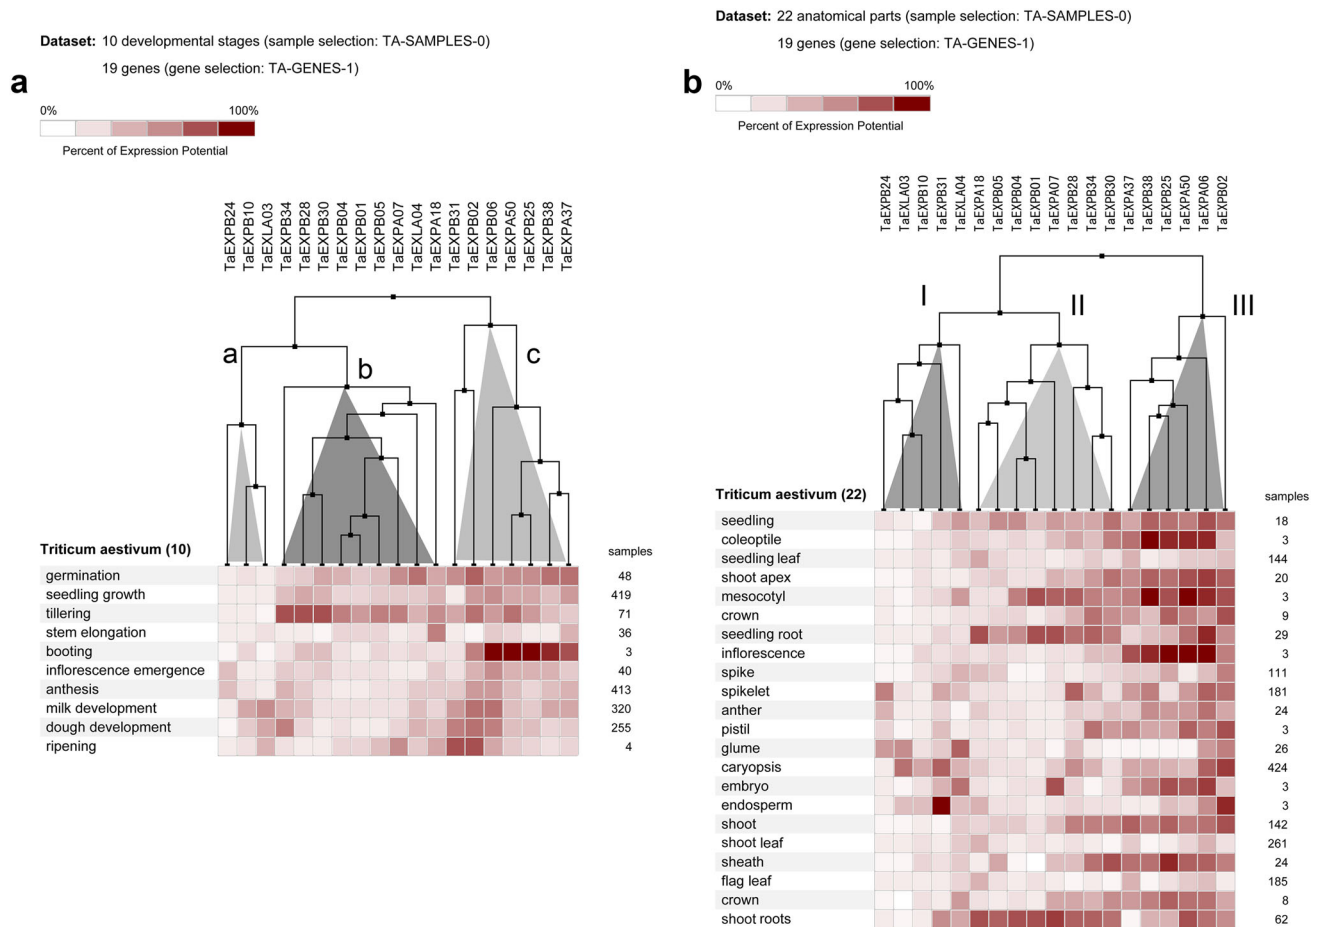 Dataset: 10 developmental stages (sample selection: TA-SAMPLES-0)
19 genes (gene selection: TA-GENES-1)
a
0% 100%
Percent of Expression Potential
TaEXPB24
TaEXPB10
TaEXLA03
TaEXPB34
TaEXPB28
TaEXPB30
TaEXPB04
TaEXPB01
TaEXPB05
TaEXPA07
TaEXLA04
TaEXPA18
TaEXPB31
TaEXPB02
TaEXPB06
TaEXPA50
TaEXPB25
TaEXPB38
TaEXPA37
a
b
c
Triticum aestivum (10) samples
germination 48
seedling growth 419
tillering 71
stem elongation 36
booting 3
inflorescence emergence 40
anthesis 413
milk development 320
dough development 255
ripening 4
Dataset: 22 anatomical parts (sample selection: TA-SAMPLES-0)
19 genes (gene selection: TA-GENES-1)
b
0% 100%
Percent of Expression Potential
TaEXPB24
TaEXLA03
TaEXPB10
TaEXPB31
TaEXLA04
TaEXPA18
TaEXPB05
TaEXPB04
TaEXPB01
TaEXPA07
TaEXPB28
TaEXPB34
TaEXPB30
TaEXPA37
TaEXPB38
TaEXPB25
TaEXPA50
TaEXPA06
TaEXPB02
I
II
III
Triticum aestivum (22) samples
seedling 18
coleoptile 3
seedling leaf 144
shoot apex 20
mesocotyl 3
crown 9
seedling root 29
inflorescence 3
spike 111
spikelet 181
anther 24
pistil 3
glume 26
caryopsis 424
embryo 3
endosperm 3
shoot 142
shoot leaf 261
sheath 24
flag leaf 185
crown 8
shoot roots 62